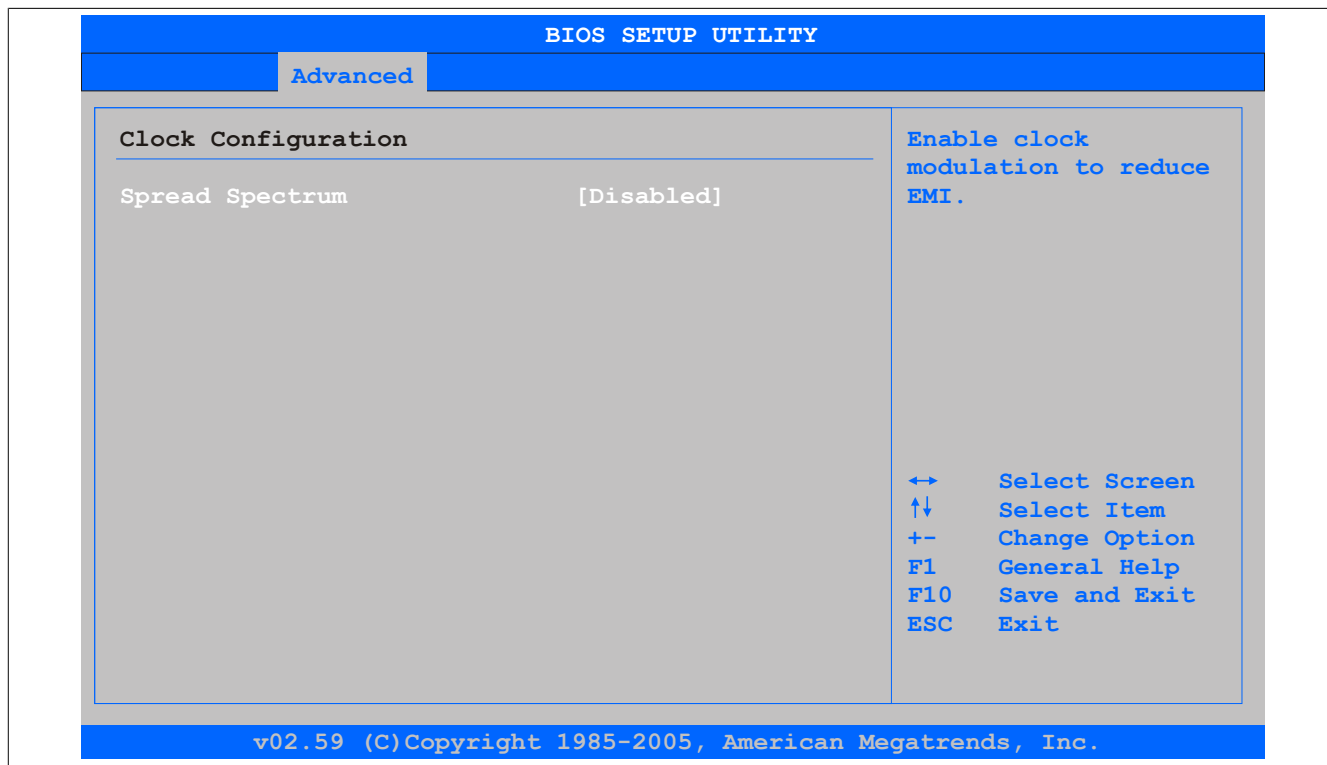 BIOS SETUP UTILITY
Advanced
Clock Configuration
Spread Spectrum [Disabled]
Enable clock
modulation to reduce
EMI.
↔ Select Screen
↑↓ Select Item
+- Change Option
F1 General Help
F10 Save and Exit
ESC Exit
v02.59 (C)Copyright 1985-2005, American Megatrends, Inc.